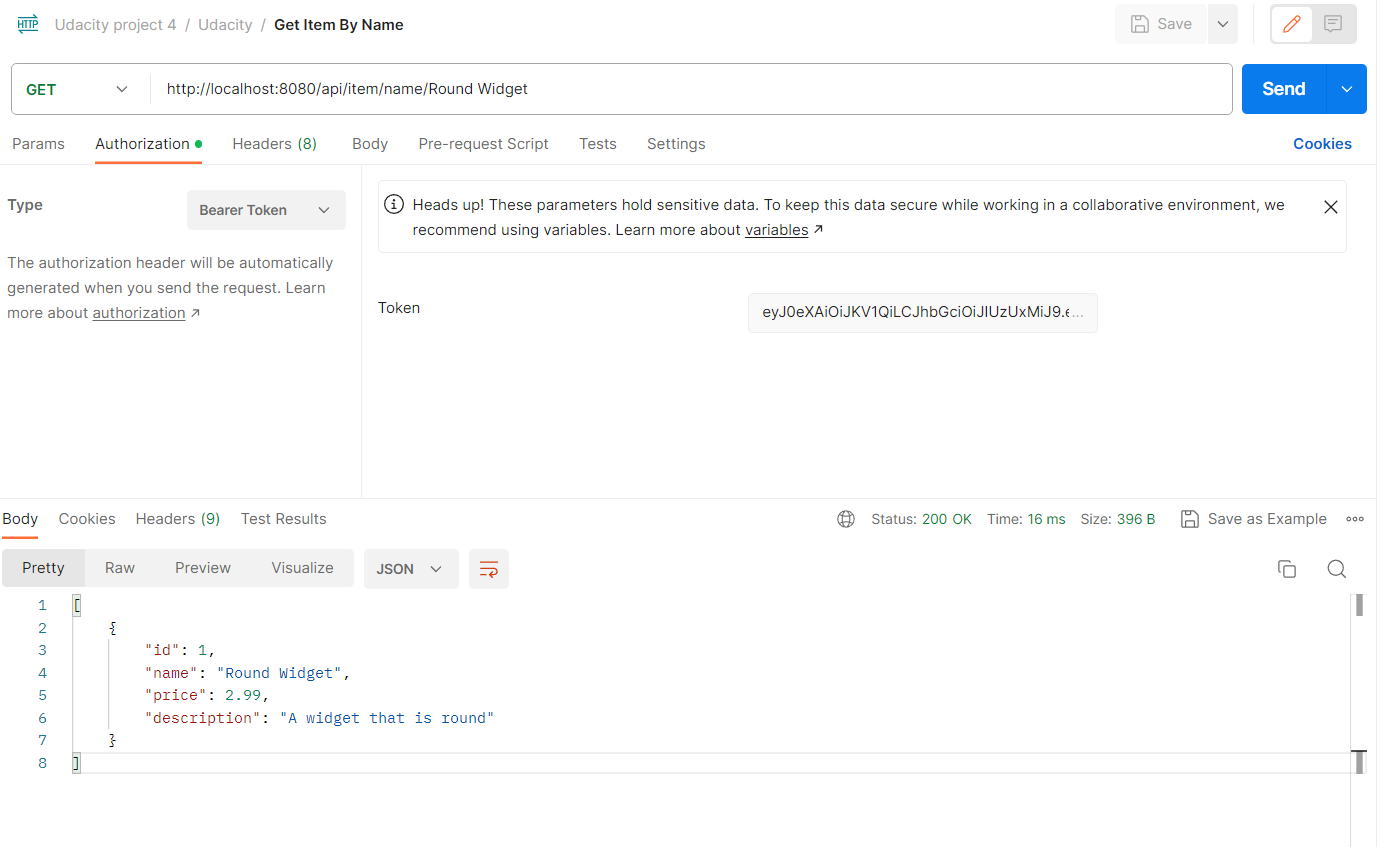 HTTP Udacity project 4 / Udacity / Get Item By Name Save
GET http://localhost:8080/api/item/name/Round Widget Send
Params Authorization Headers (8) Body Pre-request Script Tests Settings Cookies
Type Bearer Token
The authorization header will be automatically
generated when you send the request. Learn
more about authorization ↗
Heads up! These parameters hold sensitive data. To keep this data secure while working in a collaborative environment, we
recommend using variables. Learn more about variables ↗
Token eyJ0eXAiOiJKV1QiLCJhbGciOiJIUzUxMiJ9.e...
Body Cookies Headers (9) Test Results Status: 200 OK Time: 16 ms Size: 396 B Save as Example
Pretty Raw Preview Visualize JSON
1 [
2 {
3 "id": 1,
4 "name": "Round Widget",
5 "price": 2.99,
6 "description": "A widget that is round"
7 }
8 ]